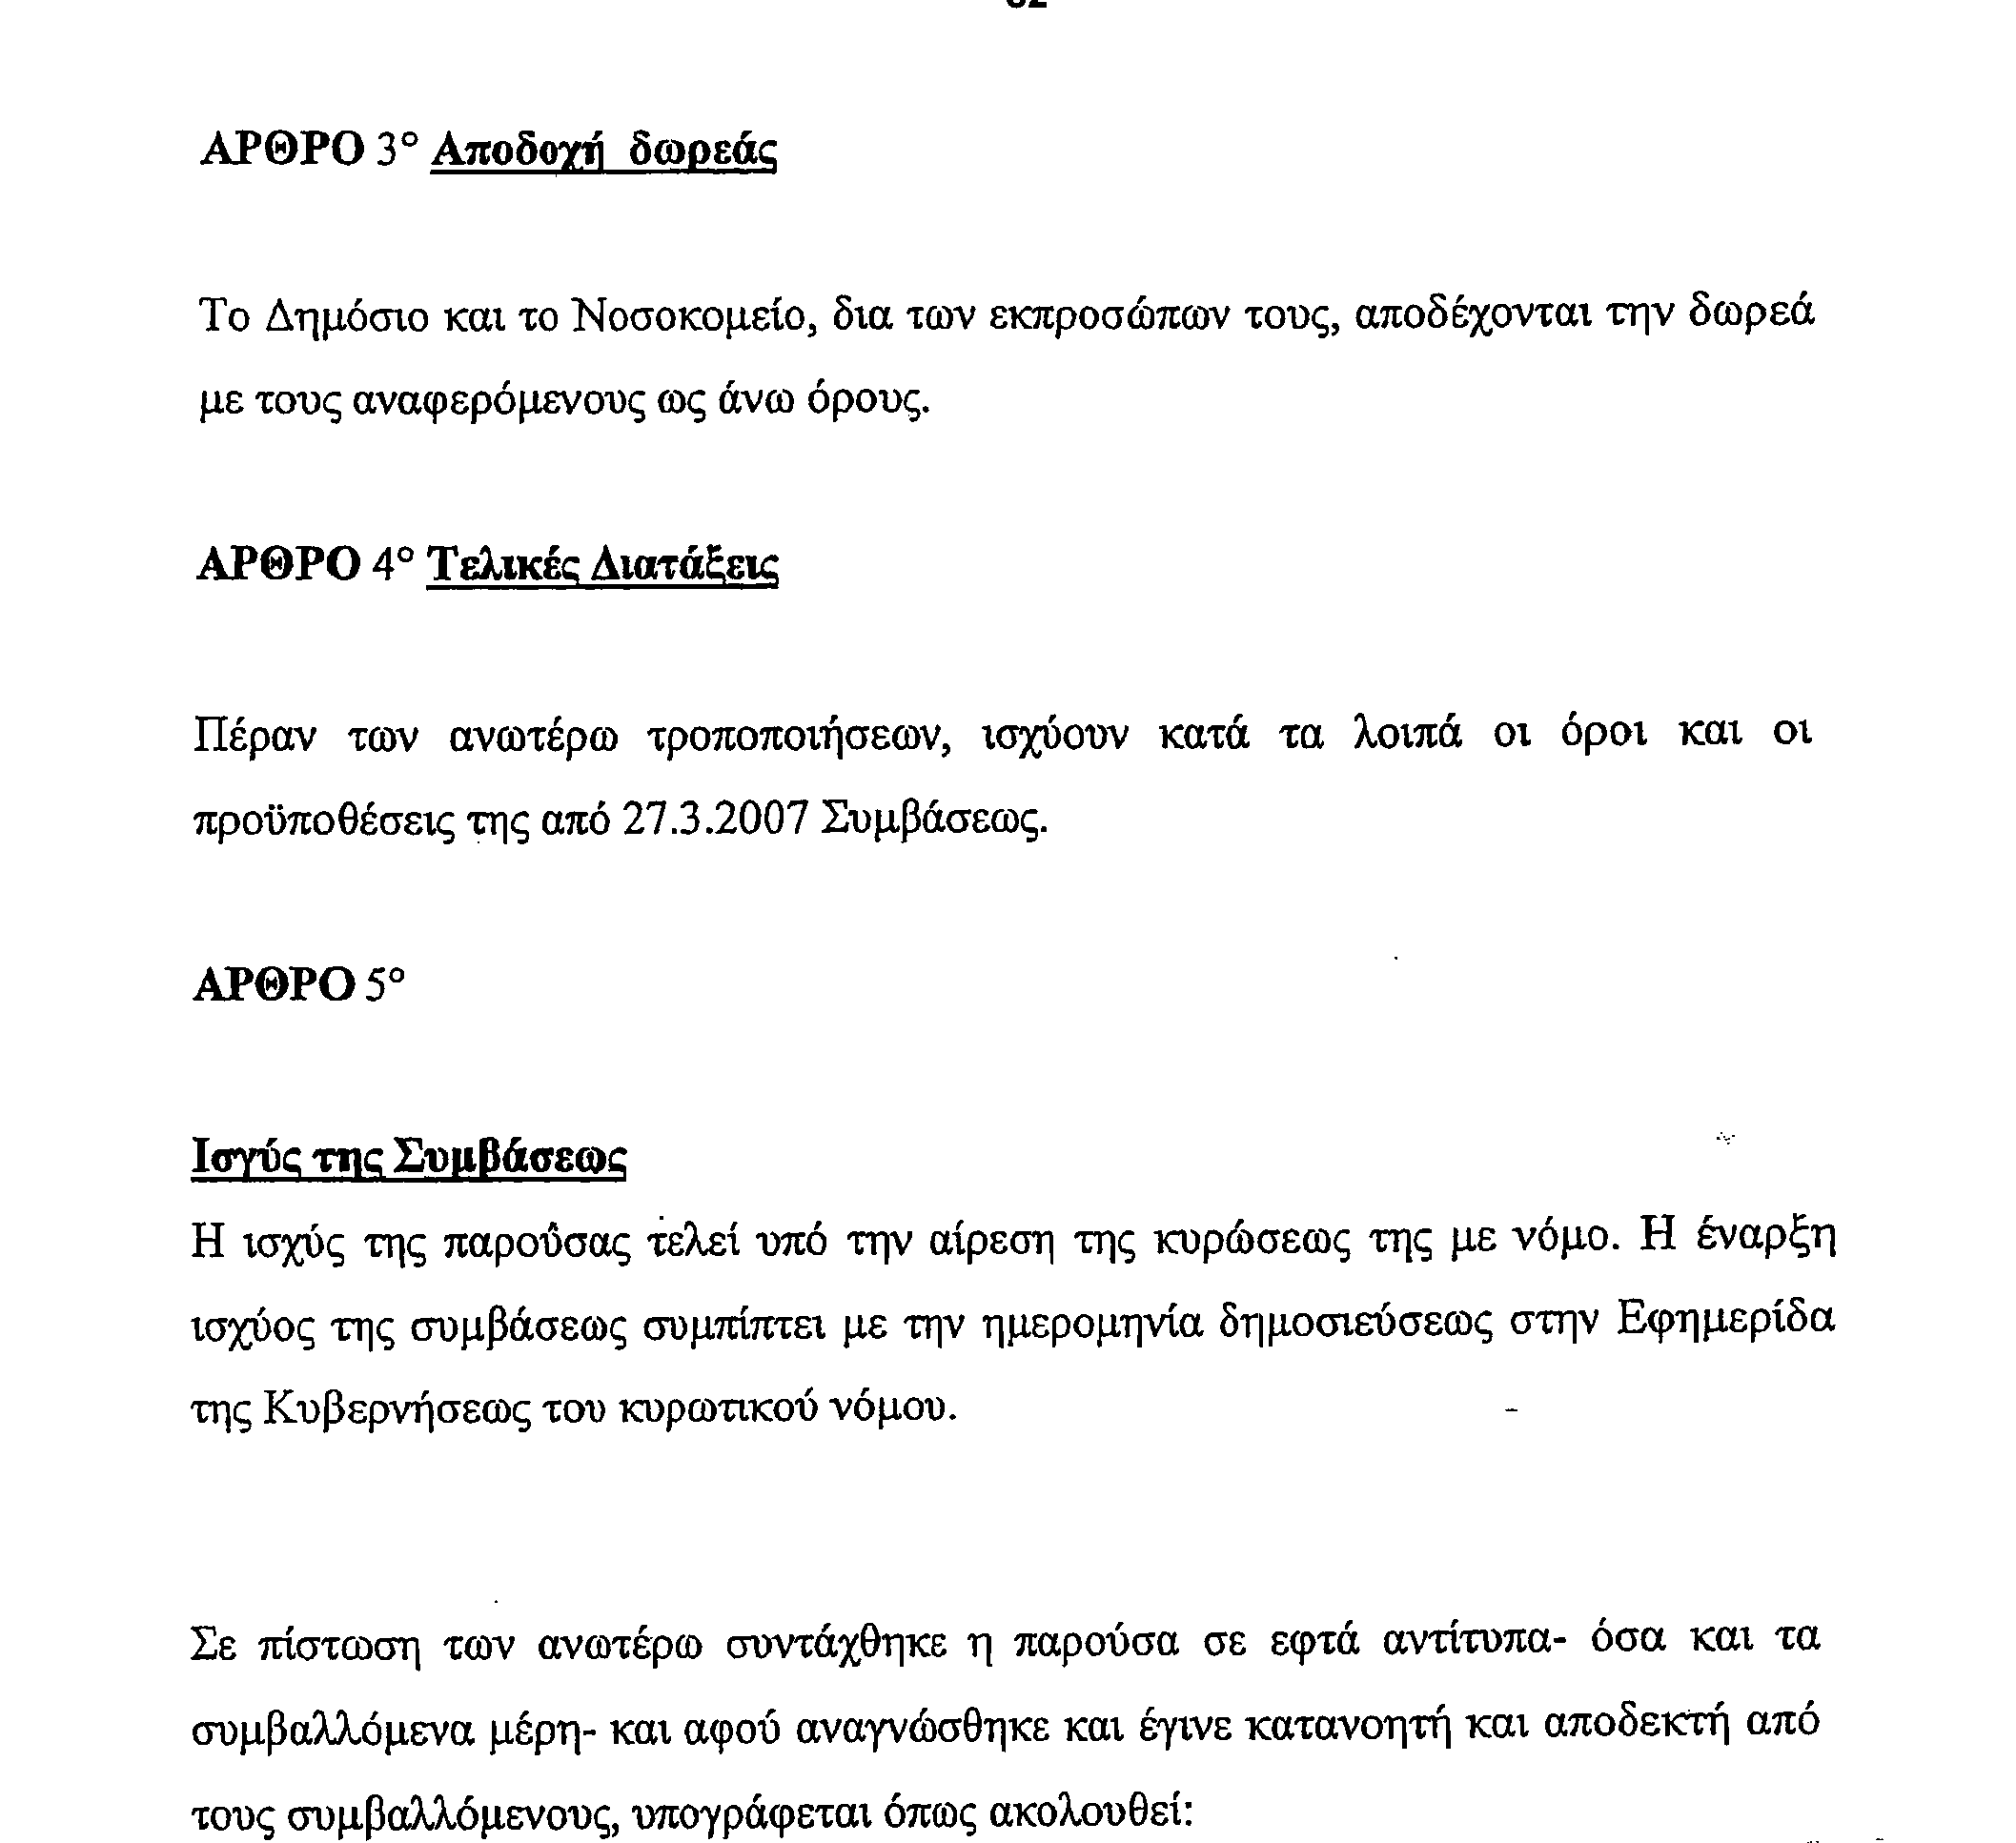 ΑΡΘΡΟ 3° Αποδοχή δωρεάς
Το Δημόσιο και το Νοσοκομείο, δια των εκπροσώπων τους, αποδέχονται την δωρεά
με τους αναφερόμενους ως άνω όρους.
ΑΡΘΡΟ 4° Τελικές Διατάξεις
Πέραν των ανωτέρω τροποποιήσεων, ισχύουν κατά τα λοιπά οι όροι και οι
προϋποθέσεις της από 27.3.2007 Συμβάσεως.
ΑΡΘΡΟ 5°
Ισχύς της Συμβάσεως
Η ισχύς της παρούσας τελεί υπό την αίρεση της κυρώσεως της με νόμο. Η έναρξη
ισχύος της συμβάσεως συμπίπτει με την ημερομηνία δημοσιεύσεως στην Εφημερίδα
της Κυβερνήσεως του κυρωτικού νόμου.
Σε πίστωση των ανωτέρω συντάχθηκε η παρούσα σε εφτά αντίτυπα- όσα και τα
συμβαλλόμενα μέρη- και αφού αναγνώσθηκε και έγινε κατανοητή και αποδεκτή από
τους συμβαλλόμενους, υπογράφεται όπως ακολουθεί: